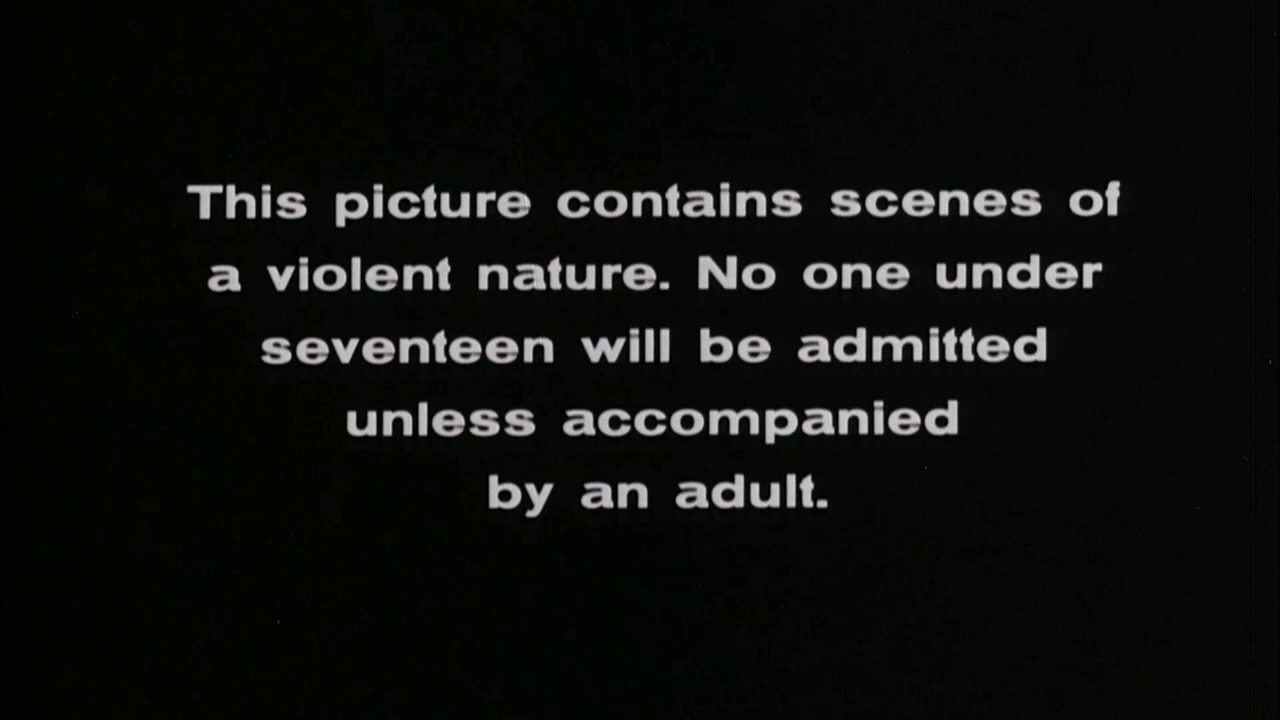 This picture contains scenes of
a violent nature. No one under
seventeen will be admitted
unless accompanied
by an adult.